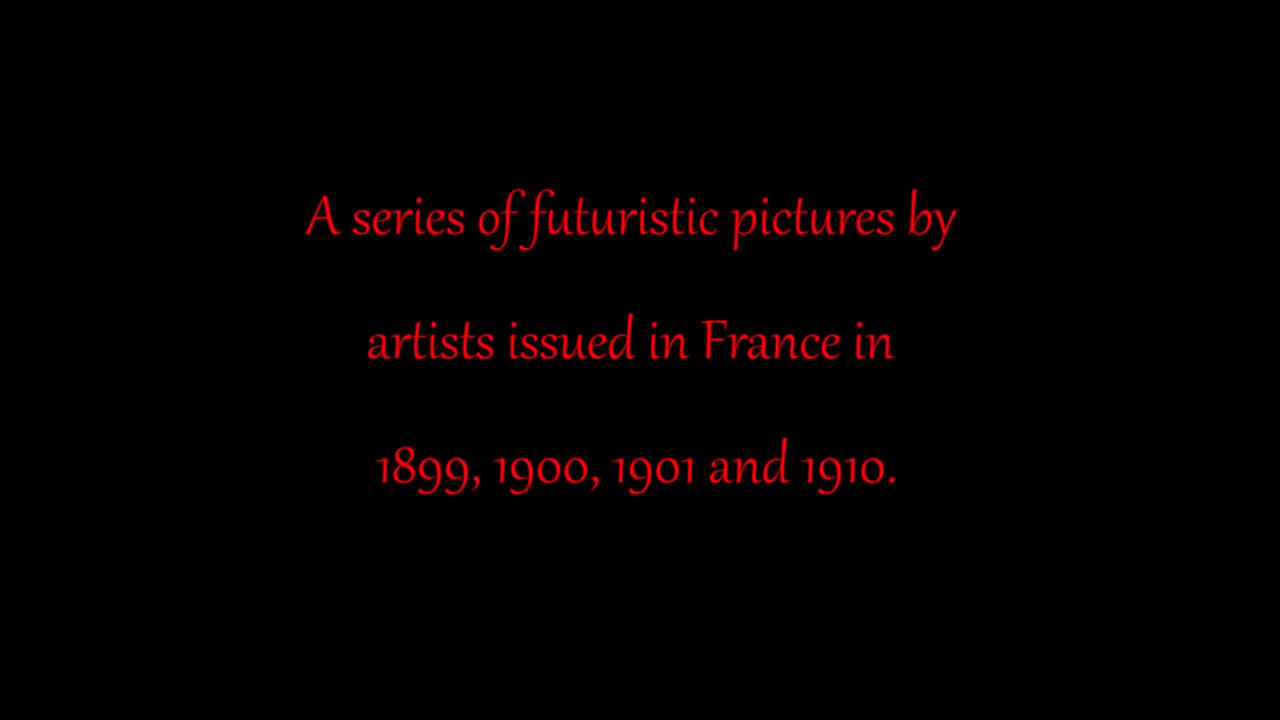 A series of futuristic pictures by
artists issued in France in
1899, 1900, 1901 and 1910.